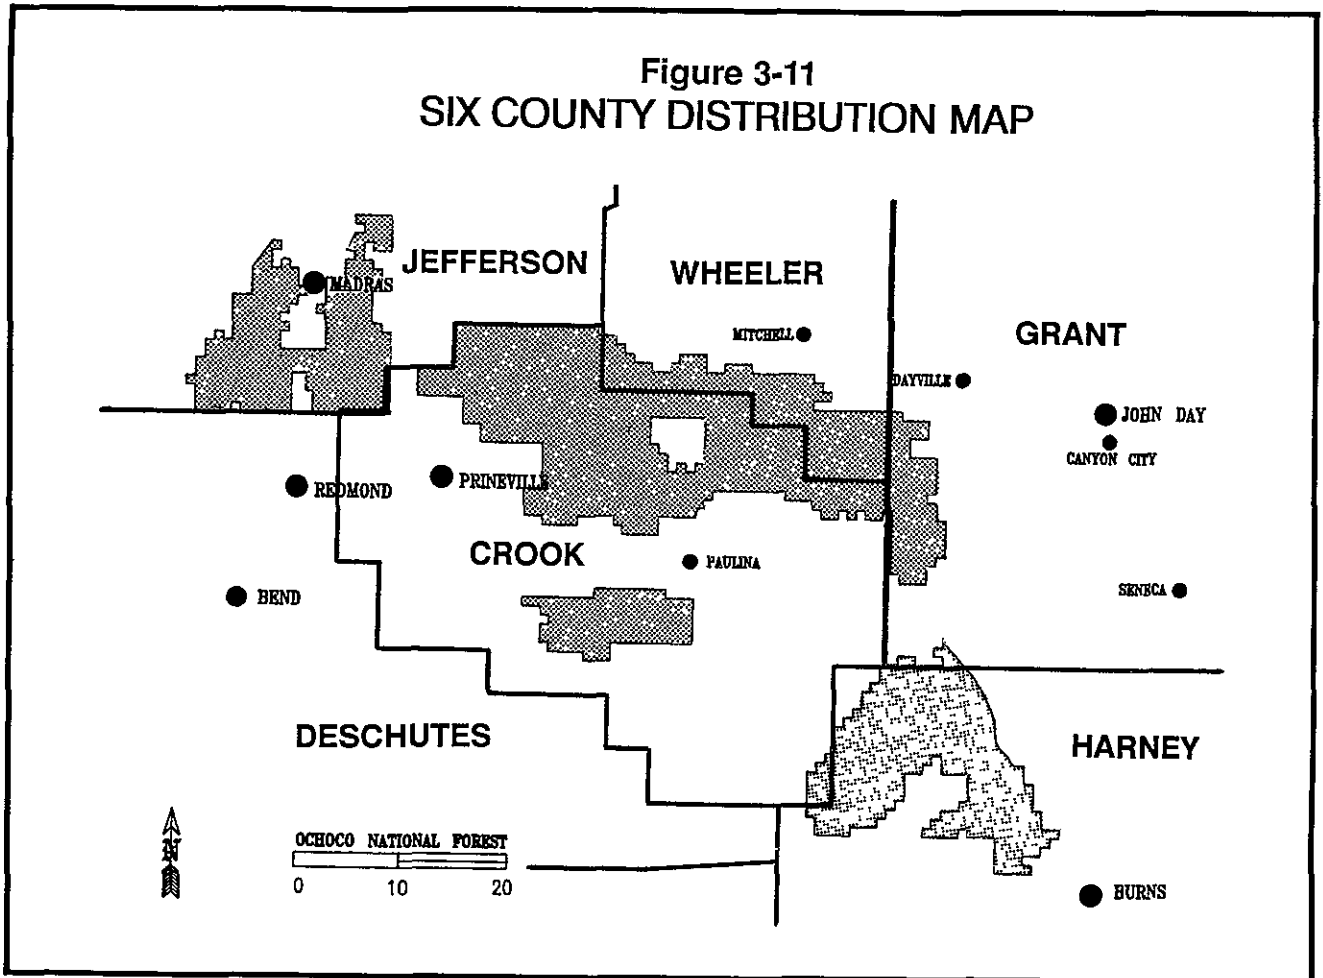 Figure 3-11
SIX COUNTY DISTRIBUTION MAP
JEFFERSON
WHEELER
MADRAS
MITCHELL
GRANT
DAYVILLE
JOHN DAY
CANYON CITY
REDMOND
PRINEVILLE
CROOK
PAULINA
BEND
SENECA
DESCHUTES
HARNEY
N
OCHOCO NATIONAL FOREST
0 10 20
BURNS